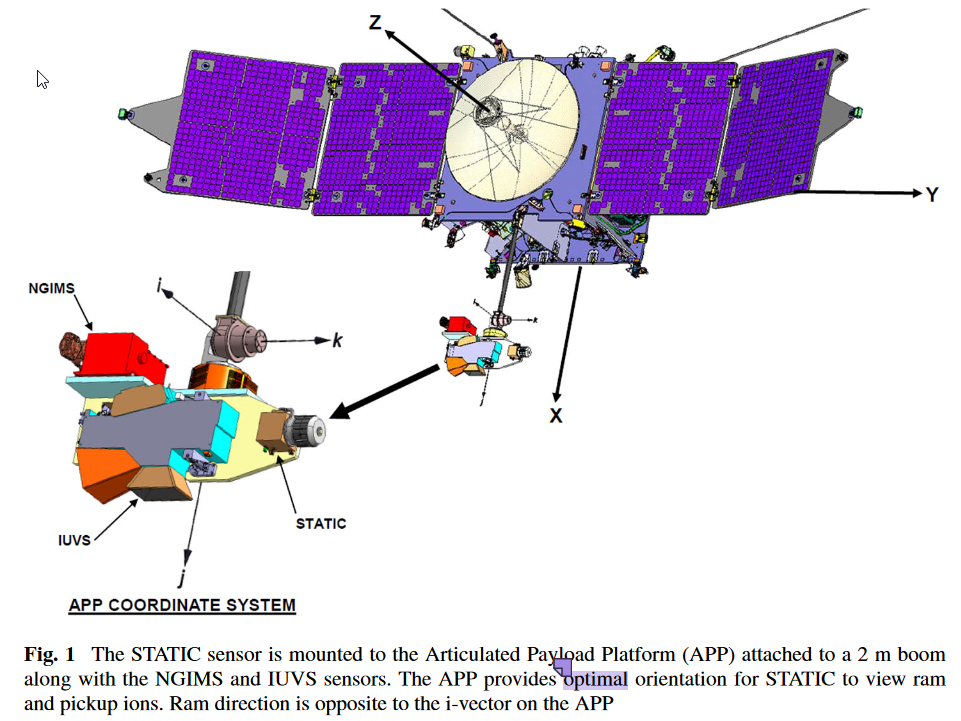 Z
Y
NGIMS
i
k
i
k
j
X
STATIC
IUVS
j
APP COORDINATE SYSTEM
Fig. 1 The STATIC sensor is mounted to the Articulated Payload Platform (APP) attached to a 2 m boom
along with the NGIMS and IUVS sensors. The APP provides optimal orientation for STATIC to view ram
and pickup ions. Ram direction is opposite to the i-vector on the APP